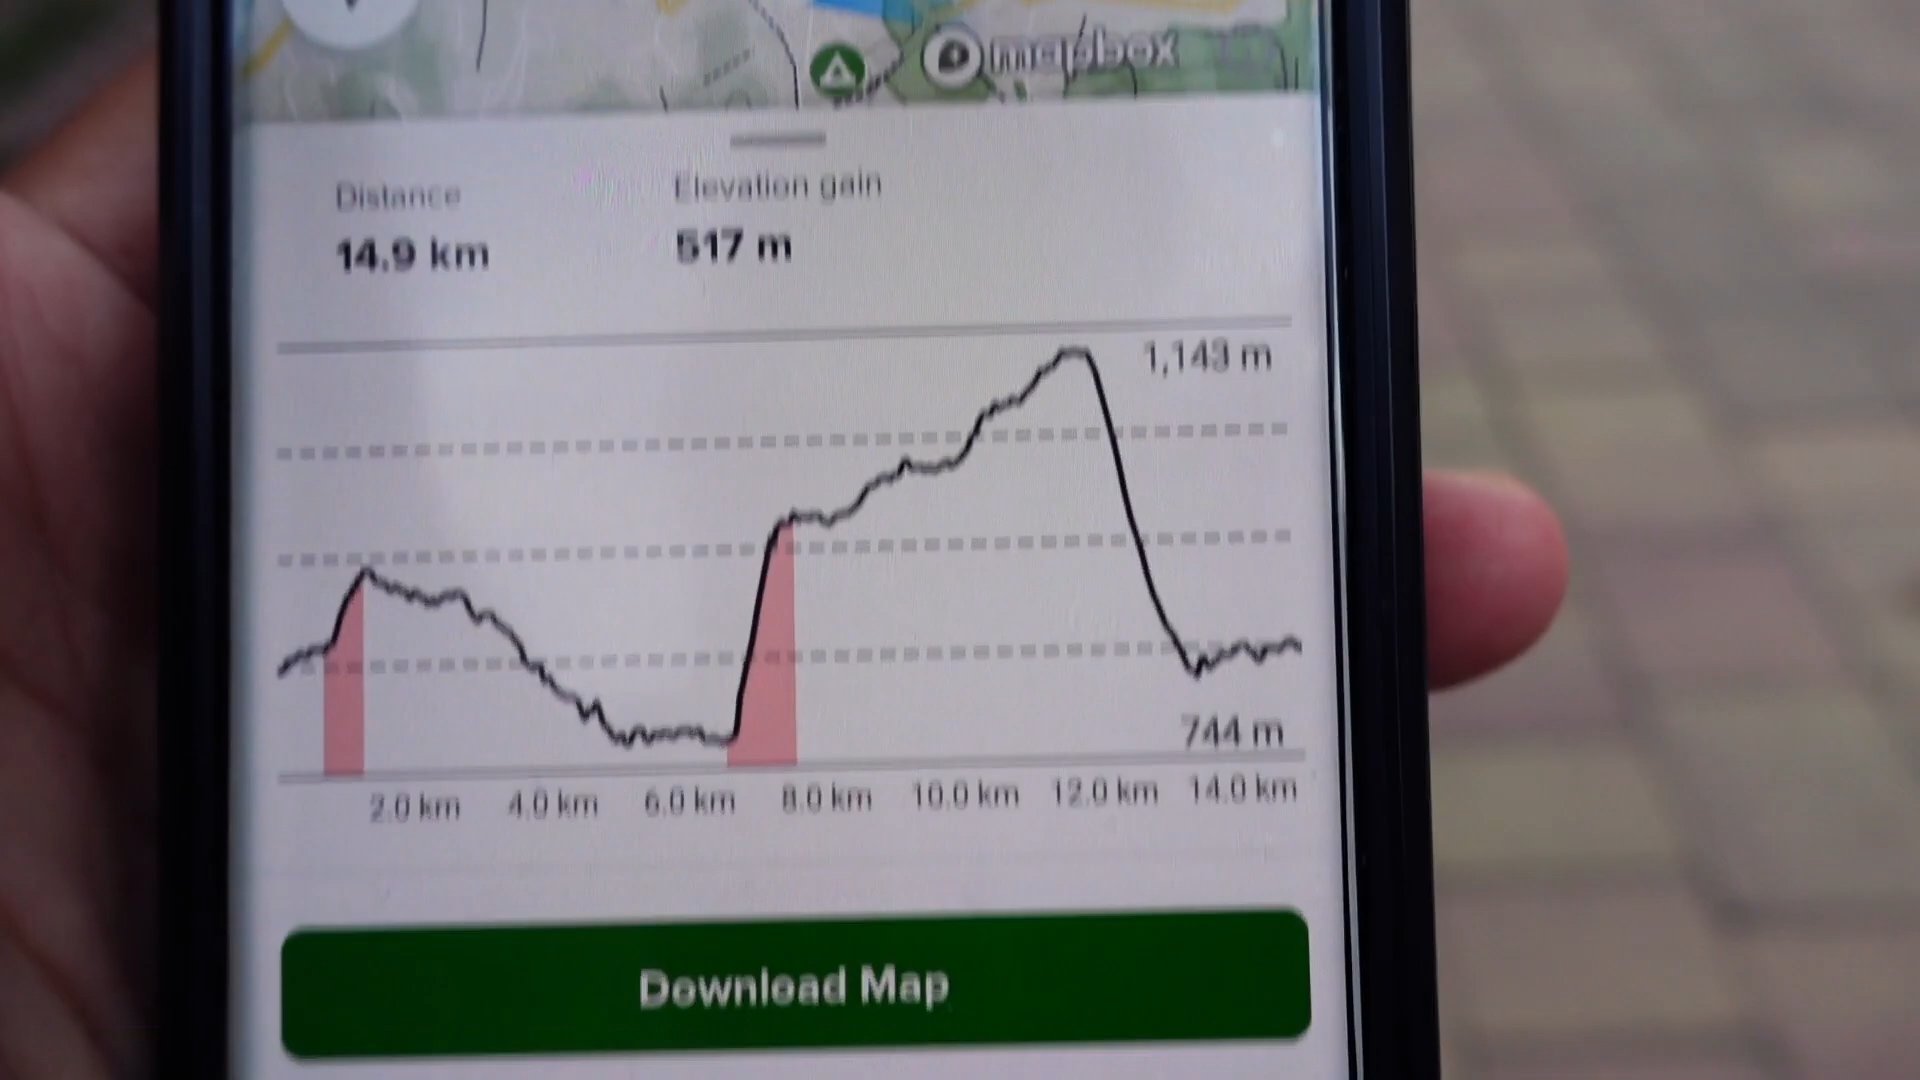 mapbox
Distance Elevation gain
14.9 km 517 m
1,143 m
744 m
2.0 km 4.0 km 6.0 km 8.0 km 10.0 km 12.0 km 14.0 km
Download Map